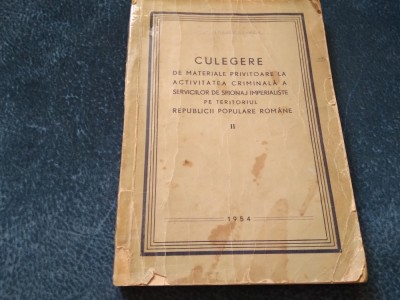 CULEGERE
DE MATERIALE PRIVITOARE LA
ACTIVITATEA CRIMINALĂ A
SERVICIILOR DE SPIONAJ IMPERIALISTE
PE TERITORIUL
REPUBLICII POPULARE ROMÂNE
II
1954